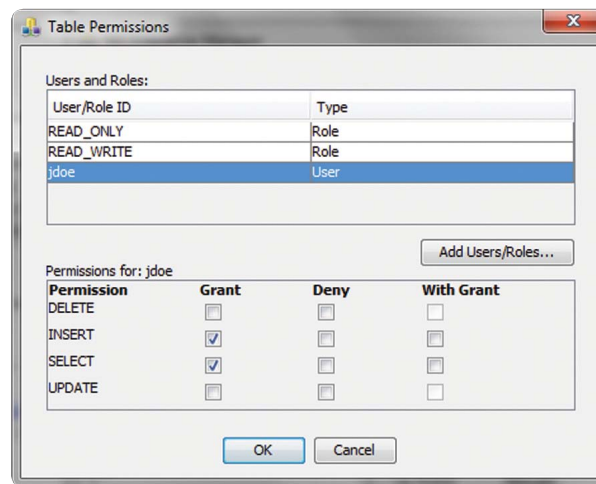 Table Permissions
Users and Roles:
User/Role ID Type
READ_ONLY Role
READ_WRITE Role
jdoe User
Add Users/Roles...
Permissions for: jdoe
Permission Grant Deny With Grant
DELETE
INSERT
SELECT
UPDATE
OK Cancel